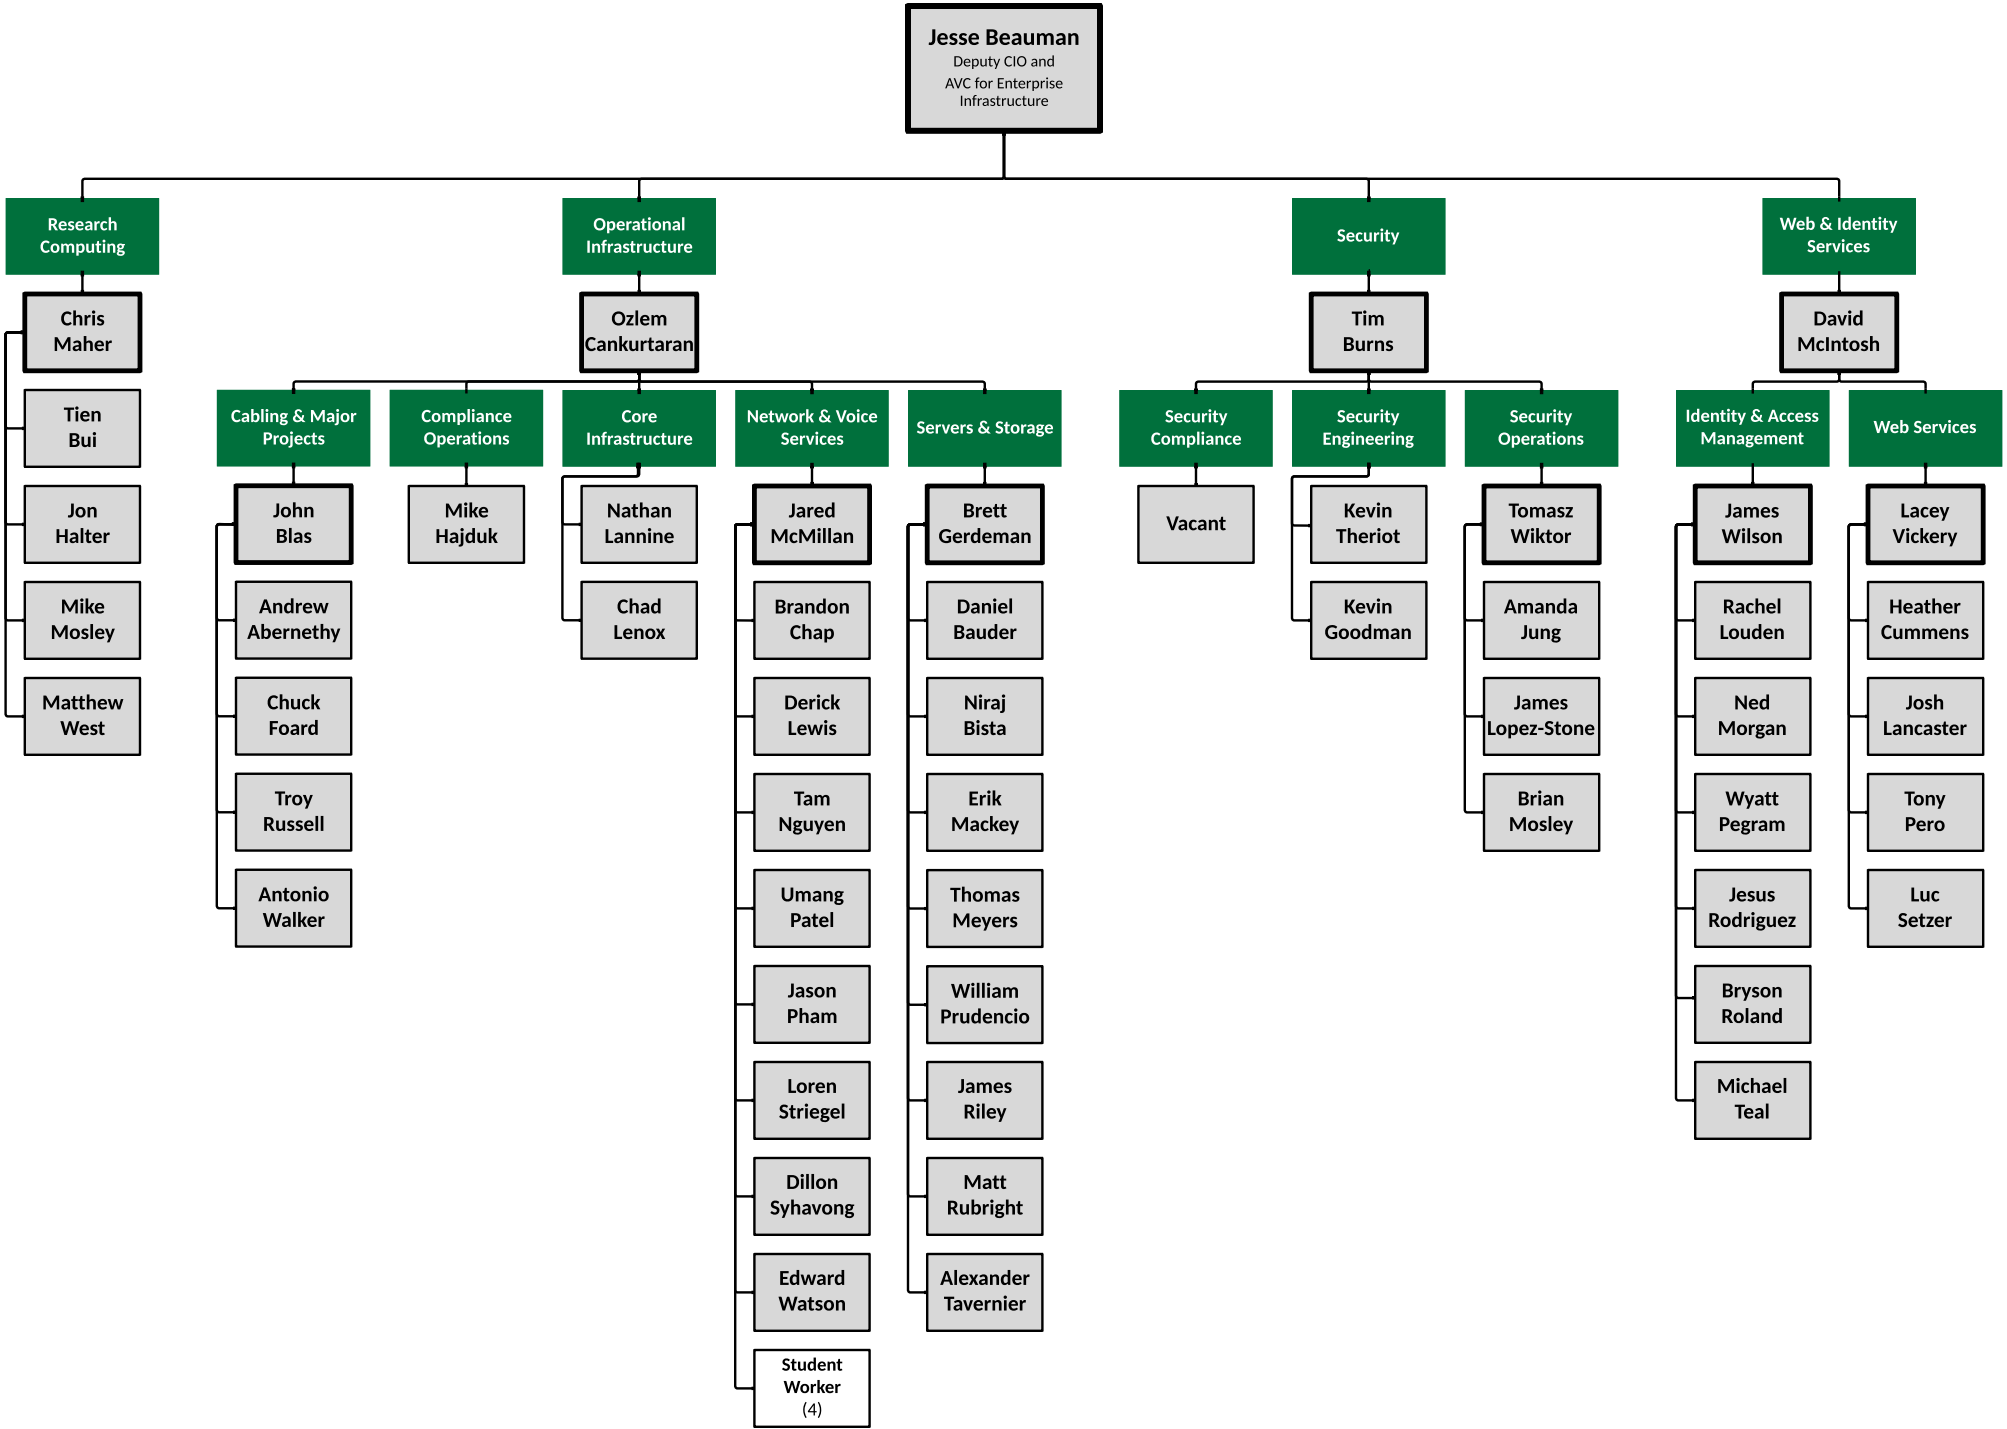 Jesse Beauman
Deputy CIO and
AVC for Enterprise
Infrastructure
Research
Computing
Chris
Maher
Tien
Bui
Jon
Halter
Mike
Mosley
Matthew
West
Operational
Infrastructure
Ozlem
Cankurtaran
Cabling & Major
Projects
John
Blas
Andrew
Abernethy
Chuck
Foard
Troy
Russell
Antonio
Walker
Compliance
Operations
Mike
Hajduk
Core
Infrastructure
Nathan
Lannine
Chad
Lenox
Network & Voice
Services
Jared
McMillan
Brandon
Chap
Derick
Lewis
Tam
Nguyen
Umang
Patel
Jason
Pham
Loren
Striegel
Dillon
Syhavong
Edward
Watson
Student
Worker
(4)
Servers & Storage
Brett
Gerdeman
Daniel
Bauder
Niraj
Bista
Erik
Mackey
Thomas
Meyers
William
Prudencio
James
Riley
Matt
Rubright
Alexander
Tavernier
Security
Tim
Burns
Security
Compliance
Vacant
Security
Engineering
Kevin
Theriot
Kevin
Goodman
Security
Operations
Tomasz
Wiktor
Amanda
Jung
James
Lopez-Stone
Brian
Mosley
Web & Identity
Services
David
McIntosh
Identity & Access
Management
James
Wilson
Rachel
Louden
Ned
Morgan
Wyatt
Pegram
Jesus
Rodriguez
Bryson
Roland
Michael
Teal
Web Services
Lacey
Vickery
Heather
Cummens
Josh
Lancaster
Tony
Pero
Luc
Setzer